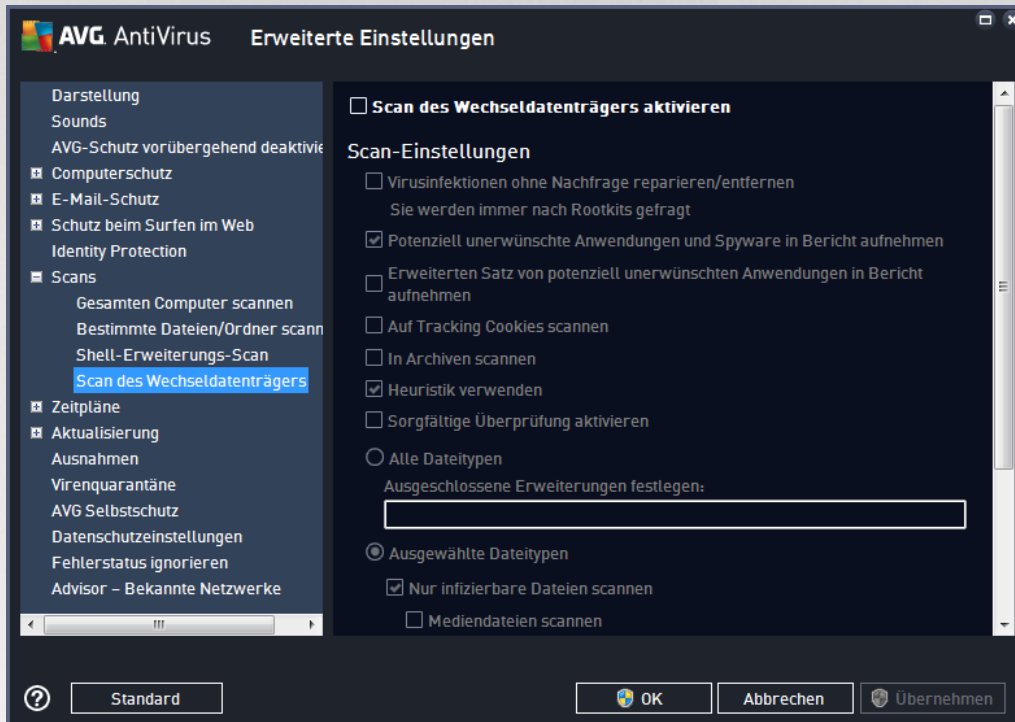 AVG AntiVirus Erweiterte Einstellungen
Darstellung
Sounds
AVG-Schutz vorübergehend deaktivie
Computerschutz
E-Mail-Schutz
Schutz beim Surfen im Web
Identity Protection
Scans
Gesamten Computer scannen
Bestimmte Dateien/Ordner scann
Shell-Erweiterungs-Scan
Scan des Wechseldatenträgers
Zeitpläne
Aktualisierung
Ausnahmen
Virenquarantäne
AVG Selbstschutz
Datenschutzeinstellungen
Fehlerstatus ignorieren
Advisor – Bekannte Netzwerke
Scan des Wechseldatenträgers aktivieren
Scan-Einstellungen
Virusinfektionen ohne Nachfrage reparieren/entfernen
Sie werden immer nach Rootkits gefragt
Potenziell unerwünschte Anwendungen und Spyware in Bericht aufnehmen
Erweiterten Satz von potenziell unerwünschten Anwendungen in Bericht
aufnehmen
Auf Tracking Cookies scannen
In Archiven scannen
Heuristik verwenden
Sorgfältige Überprüfung aktivieren
Alle Dateitypen
Ausgeschlossene Erweiterungen festlegen:
Ausgewählte Dateitypen
Nur infizierbare Dateien scannen
Mediendateien scannen
? Standard OK Abbrechen Übernehmen